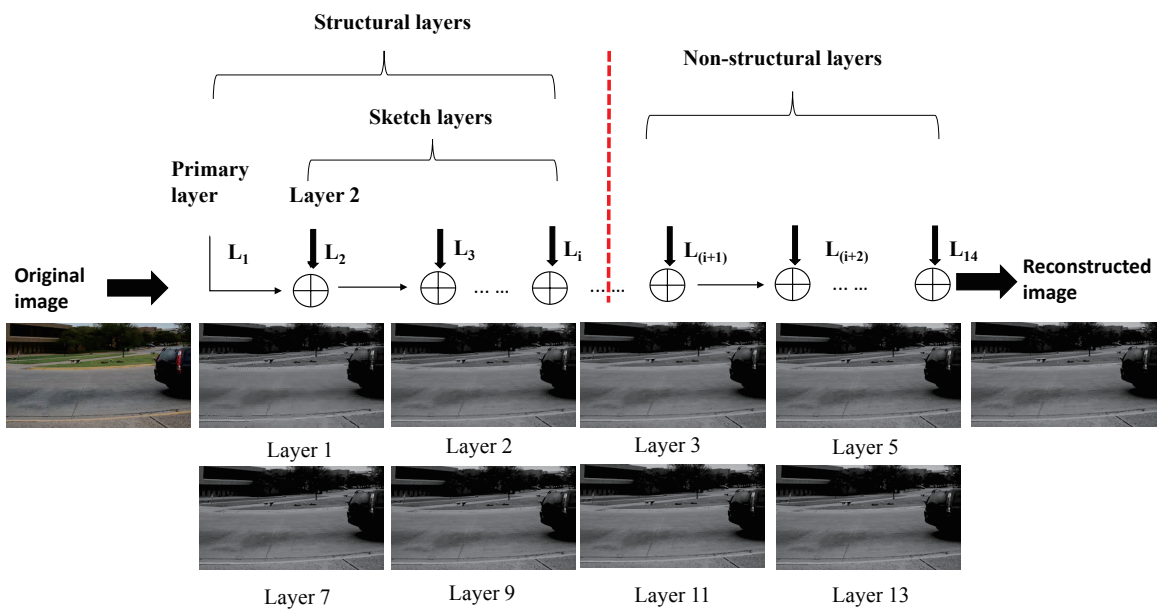 Structural layers
Non-structural layers
Sketch layers
Primary
layer
Layer 2
L1
L2
L3
Li
L(i+1)
L(i+2)
L14
Original
image
... ...
.......
... ...
Reconstructed
image
Layer 1
Layer 2
Layer 3
Layer 5
Layer 7
Layer 9
Layer 11
Layer 13